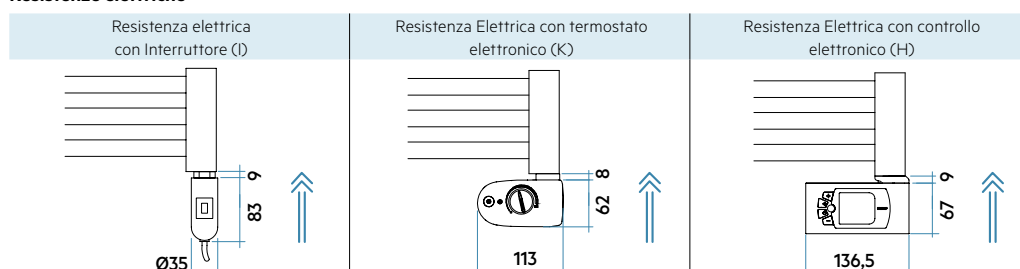 Resistenza elettrica
con Interruttore (I)
Resistenza Elettrica con termostato
elettronico (K)
Resistenza Elettrica con controllo
elettronico (H)
9
83
Ø35
8
62
113
9
67
136,5